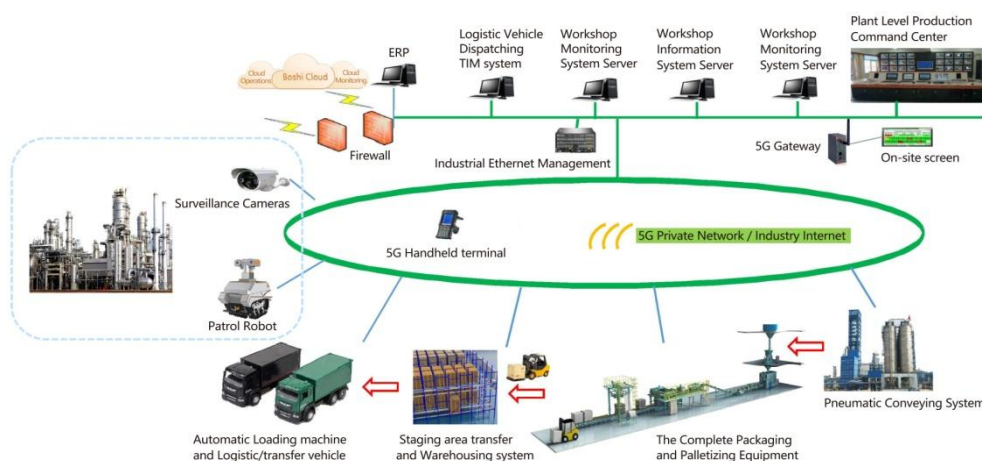 Plant Level Production
Command Center
Logistic Vehicle
Dispatching
TIM system
Workshop
Monitoring
System Server
Workshop
Information
System Server
Workshop
Monitoring
System Server
ERP
Cloud
Operations
Boshi Cloud
Cloud
Monitoring
Firewall
Industrial Ethernet Management
5G Gateway
On-site screen
Surveillance Cameras
5G Handheld terminal
5G Private Network / Industry Internet
Patrol Robot
Pneumatic Conveying System
Automatic Loading machine
and Logistic/transfer vehicle
Staging area transfer
and Warehousing system
The Complete Packaging
and Palletizing Equipment